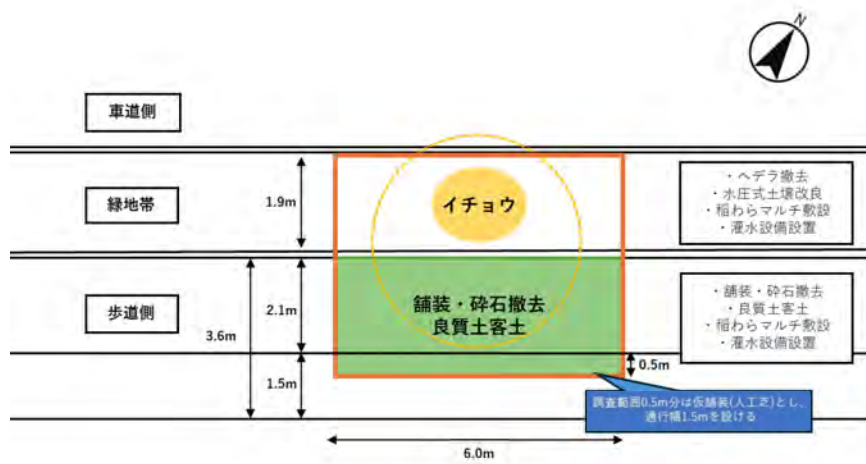 N
車道側
緑地帯
1.9m
イチョウ
・ヘデラ撤去
・水圧式土壌改良
・稲わらマルチ敷設
・灌水設備設置
歩道側
3.6m
2.1m
1.5m
舗装・砕石撤去
良質土客土
0.5m
・舗装・砕石撤去
・良質土客土
・稲わらマルチ敷設
・灌水設備設置
調査範囲0.5m分は仮舗装(人工芝)とし、
通行幅1.5mを設ける
6.0m